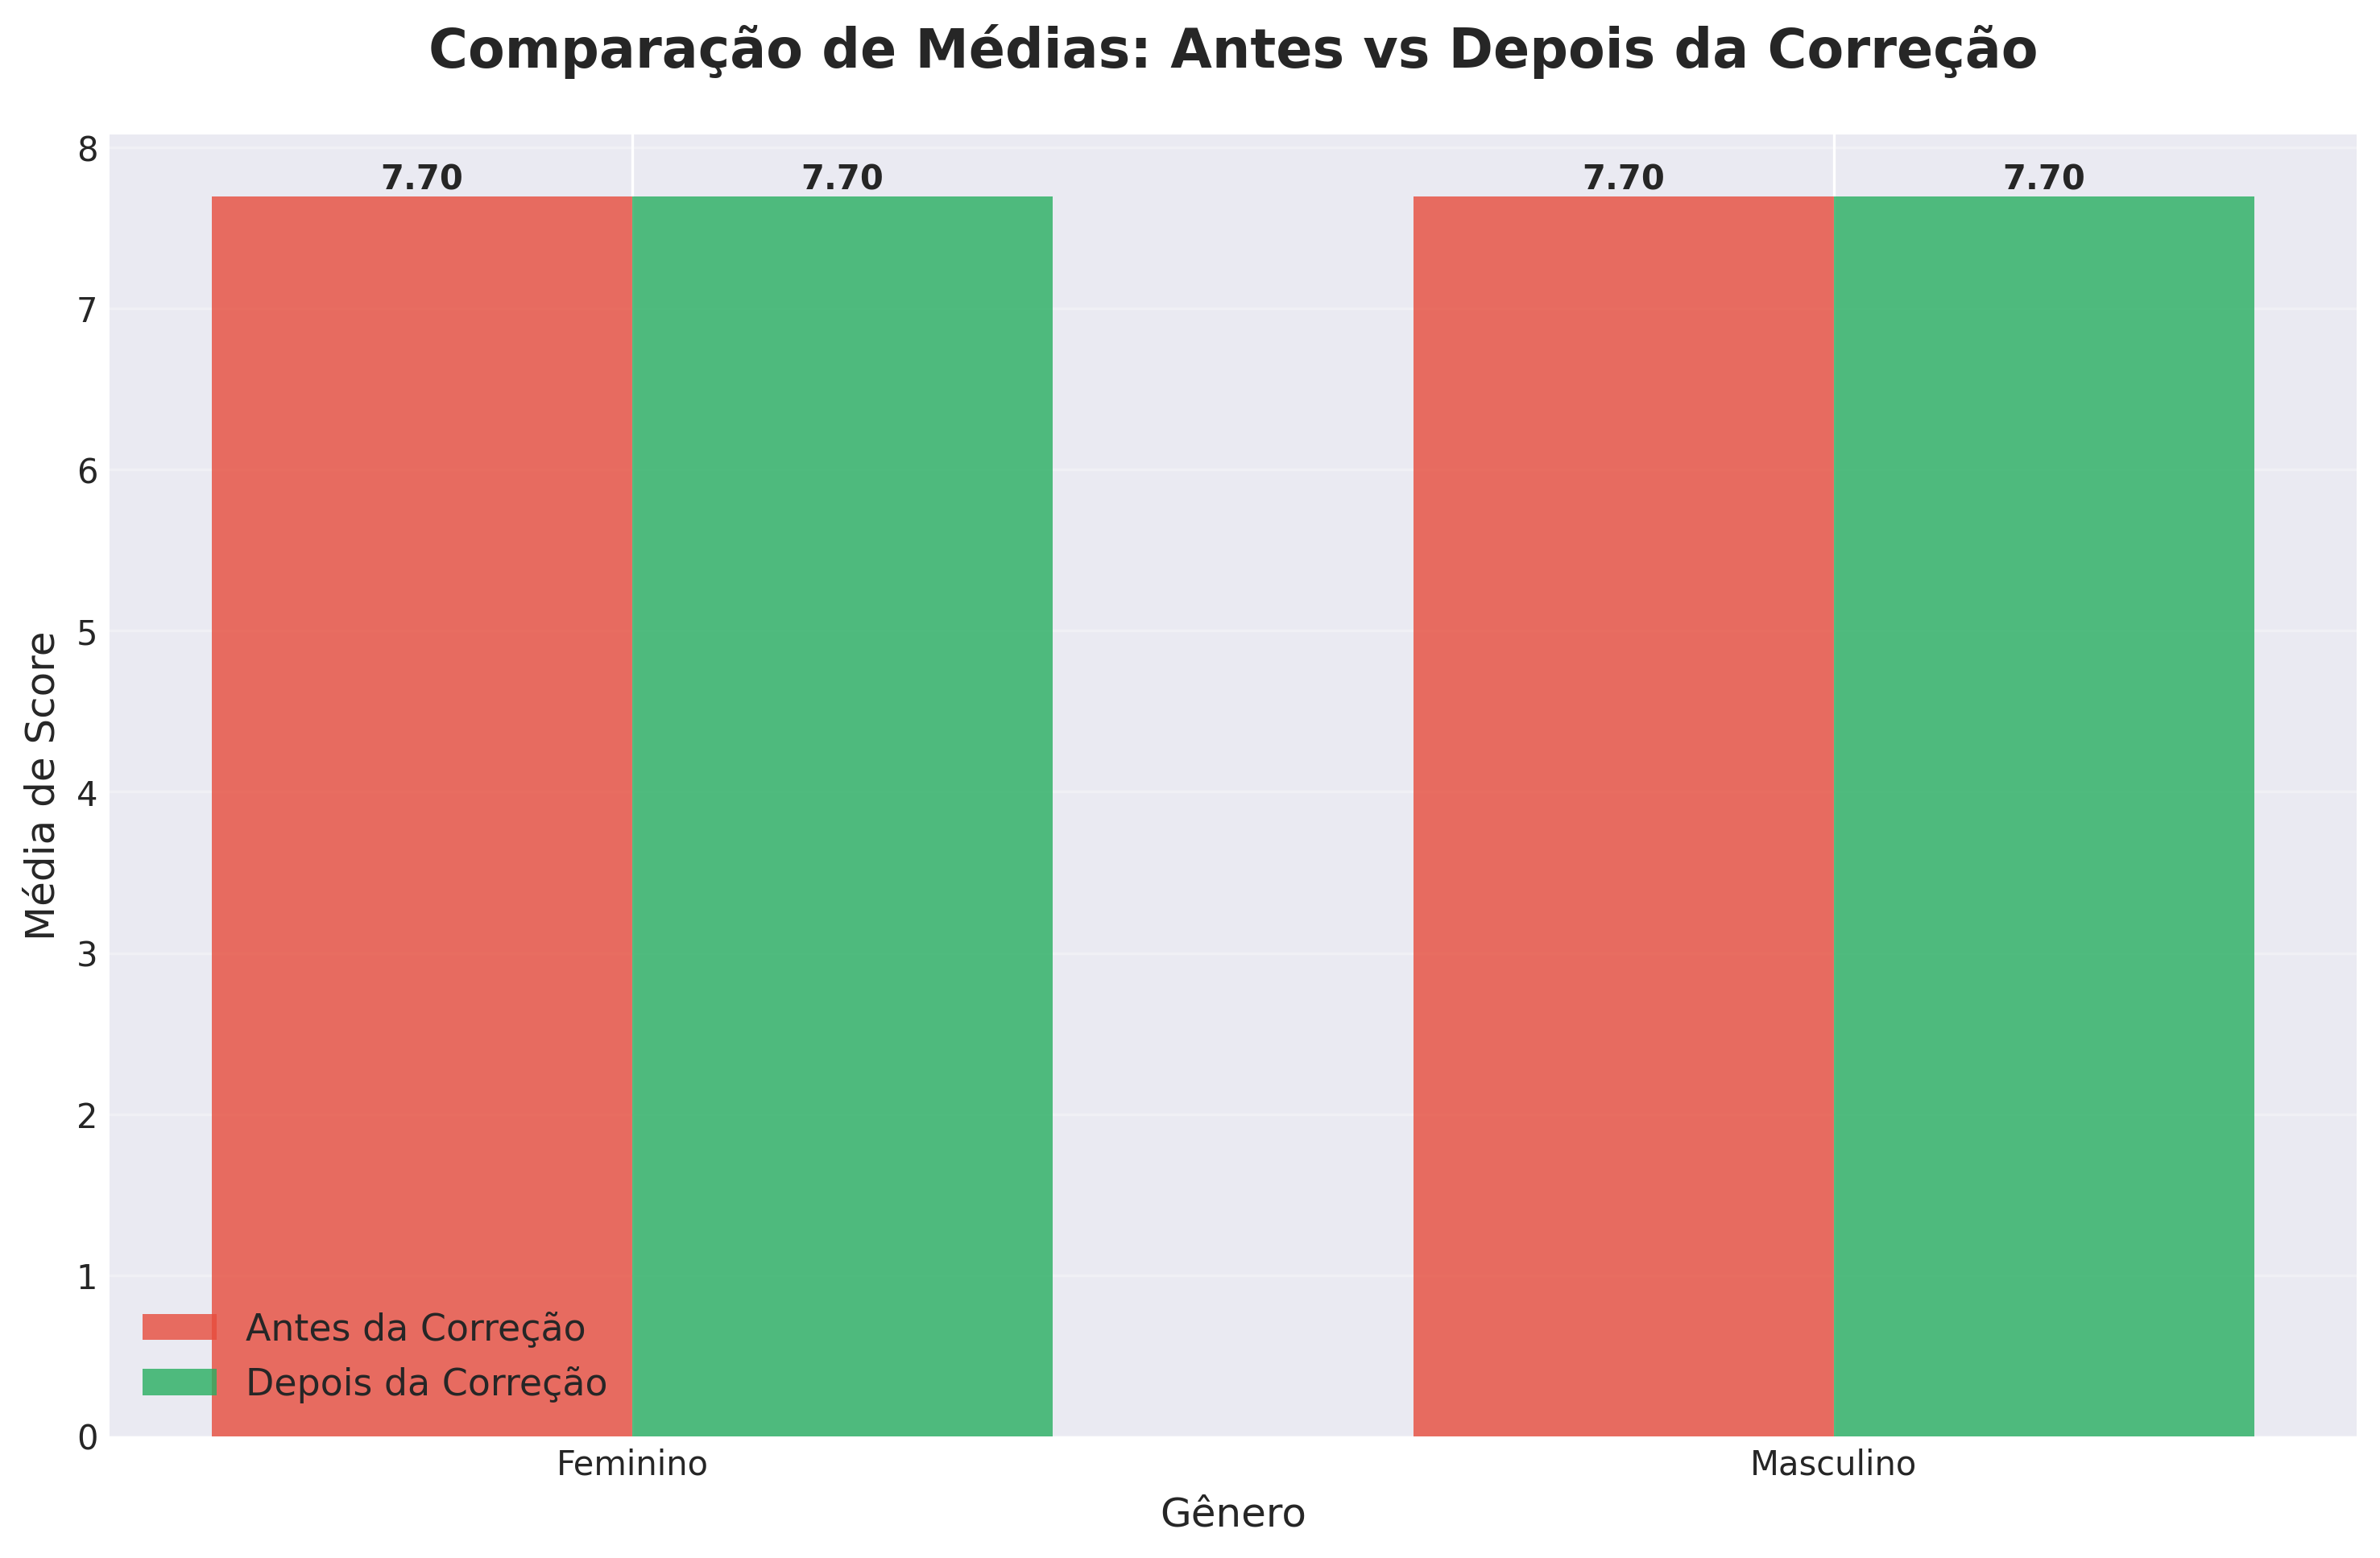 Comparação de Médias: Antes vs Depois da Correção
8
7.70 7.70 7.70 7.70
7
6
5
4
3
2
1
0
Média de Score
Antes da Correção
Depois da Correção
Feminino Masculino
Gênero